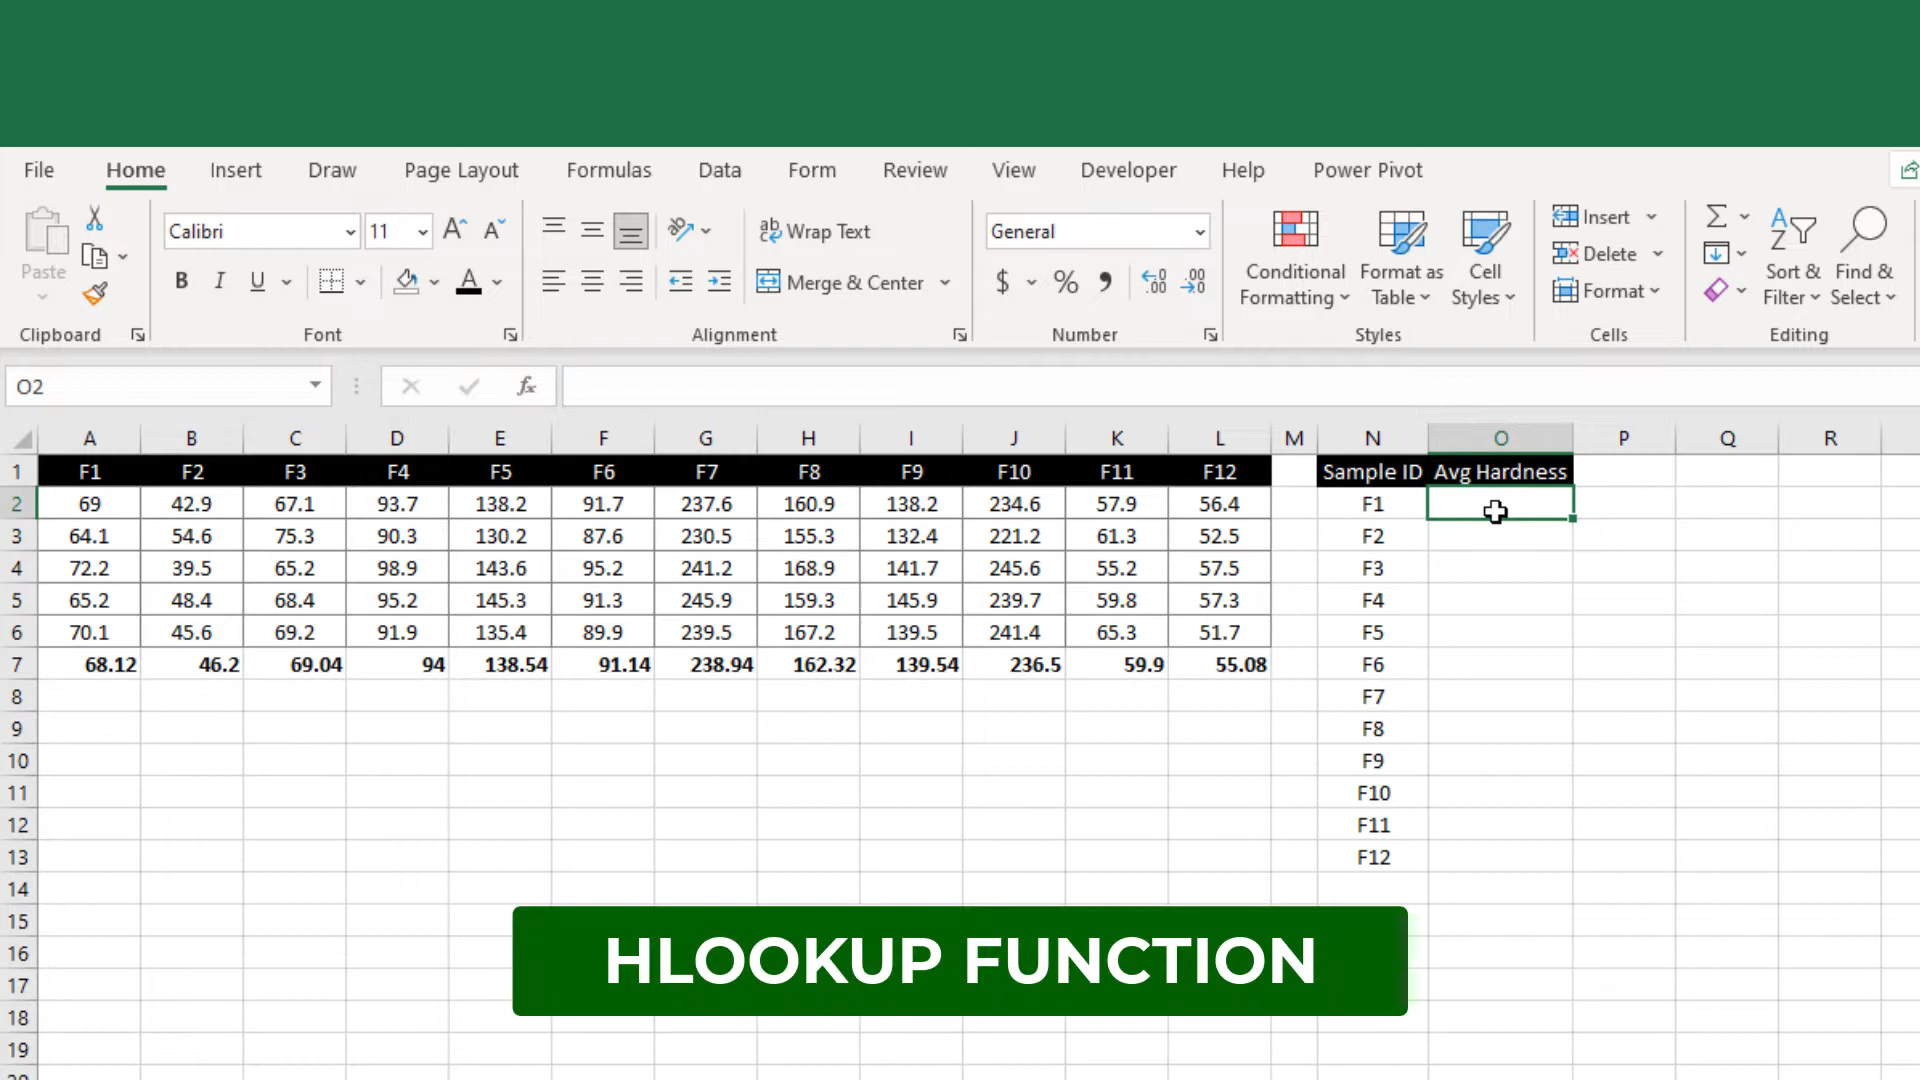 File Home Insert Draw Page Layout Formulas Data Form Review View Developer Help Power Pivot
Calibri 11 A A ab Wrap Text General Insert
Paste B I U A Merge & Center $ % , .00 .00 Conditional Formatting Format as Table Cell Styles Delete Format Sort & Filter Find & Select
Clipboard Font Alignment Number Styles Cells Editing
O2 fx
A B C D E F G H I J K L M N O P Q R
1 F1 F2 F3 F4 F5 F6 F7 F8 F9 F10 F11 F12 Sample ID Avg Hardness
2 69 42.9 67.1 93.7 138.2 91.7 237.6 160.9 138.2 234.6 57.9 56.4 F1
3 64.1 54.6 75.3 90.3 130.2 87.6 230.5 155.3 132.4 221.2 61.3 52.5 F2
4 72.2 39.5 65.2 98.9 143.6 95.2 241.2 168.9 141.7 245.6 55.2 57.5 F3
5 65.2 48.4 68.4 95.2 145.3 91.3 245.9 159.3 145.9 239.7 59.8 57.3 F4
6 70.1 45.6 69.2 91.9 135.4 89.9 239.5 167.2 139.5 241.4 65.3 51.7 F5
7 68.12 46.2 69.04 94 138.54 91.14 238.94 162.32 139.54 236.5 59.9 55.08 F6
8 F7
9 F8
10 F9
11 F10
12 F11
13 F12
14
15
16
17
18
19
HLOOKUP FUNCTION